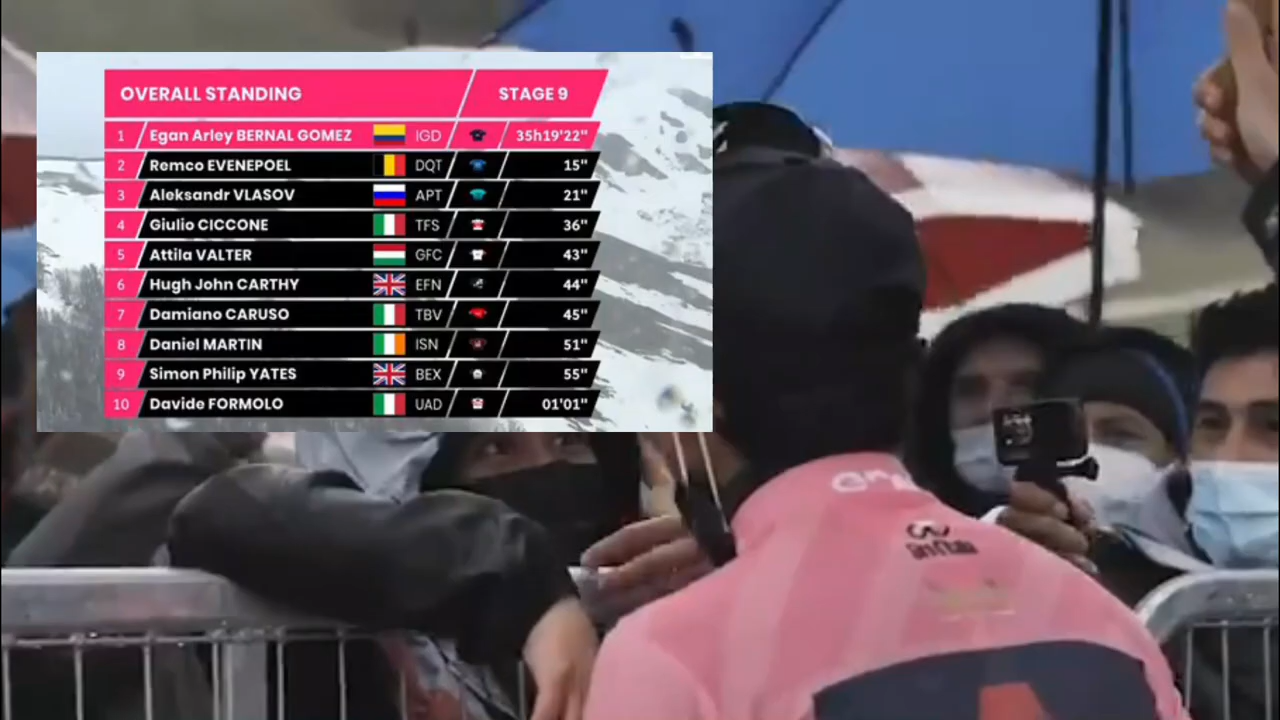 OVERALL STANDING STAGE 9
1 Egan Arley BERNAL GOMEZ IGD 35h19'22"
2 Remco EVENEPOEL DQT 15"
3 Aleksandr VLASOV APT 21"
4 Giulio CICCONE TFS 36"
5 Attila VALTER GFC 43"
6 Hugh John CARTHY EFN 44"
7 Damiano CARUSO TBV 45"
8 Daniel MARTIN ISN 51"
9 Simon Philip YATES BEX 55"
10 Davide FORMOLO UAD 01'01"